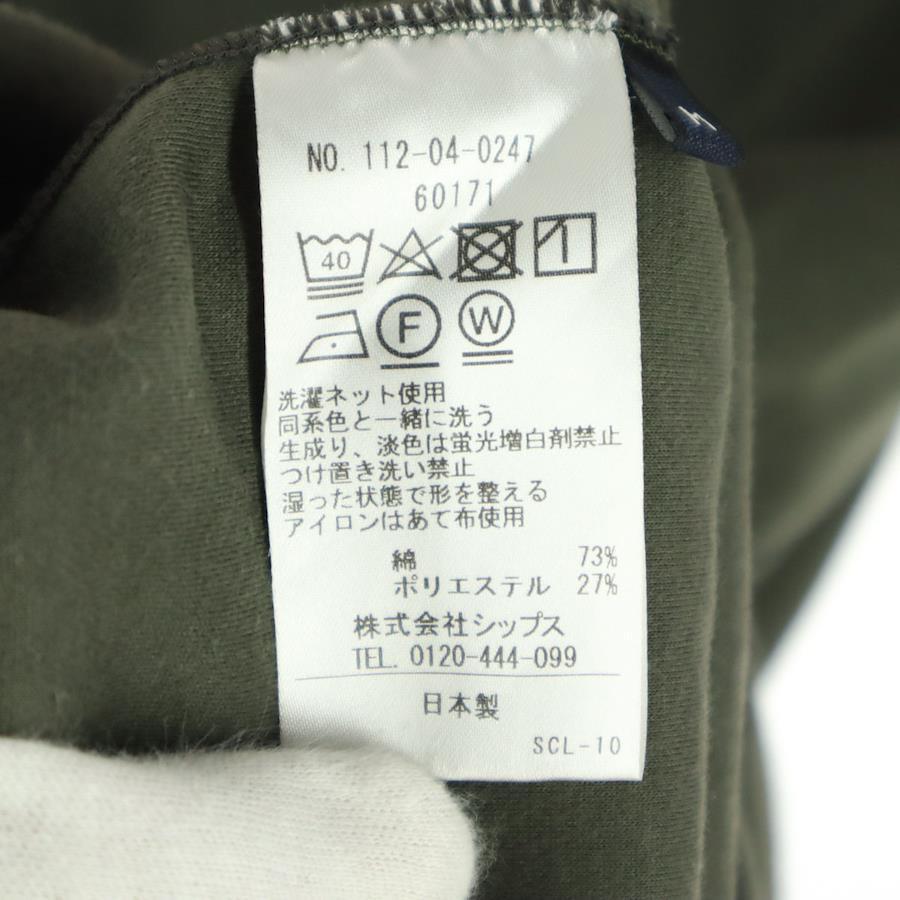 NO. 112-04-0247
60171
40
F
W
洗濯ネット使用
同系色と一緒に洗う
生成り、淡色は蛍光増白剤禁止
つけ置き洗い禁止
湿った状態で形を整える
アイロンはあて布使用
綿 73%
ポリエステル 27%
株式会社シップス
TEL. 0120-444-099
日本製
SCL-10